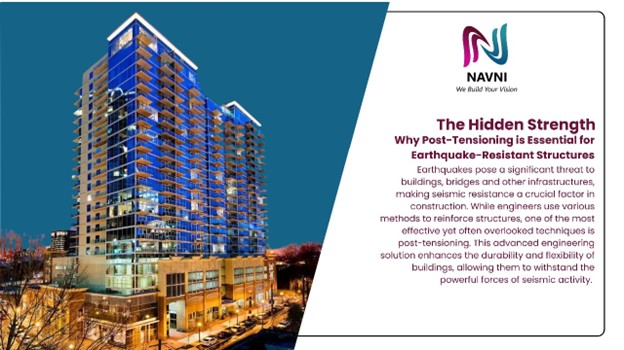 NAVNI
We Build Your Vision
The Hidden Strength
Why Post-Tensioning is Essential for
Earthquake-Resistant Structures
Earthquakes pose a significant threat to
buildings, bridges and other infrastructures,
making seismic resistance a crucial factor in
construction. While engineers use various
methods to reinforce structures, one of the most
effective yet often overlooked techniques is
post-tensioning. This advanced engineering
solution enhances the durability and flexibility of
buildings, allowing them to withstand the
powerful forces of seismic activity.